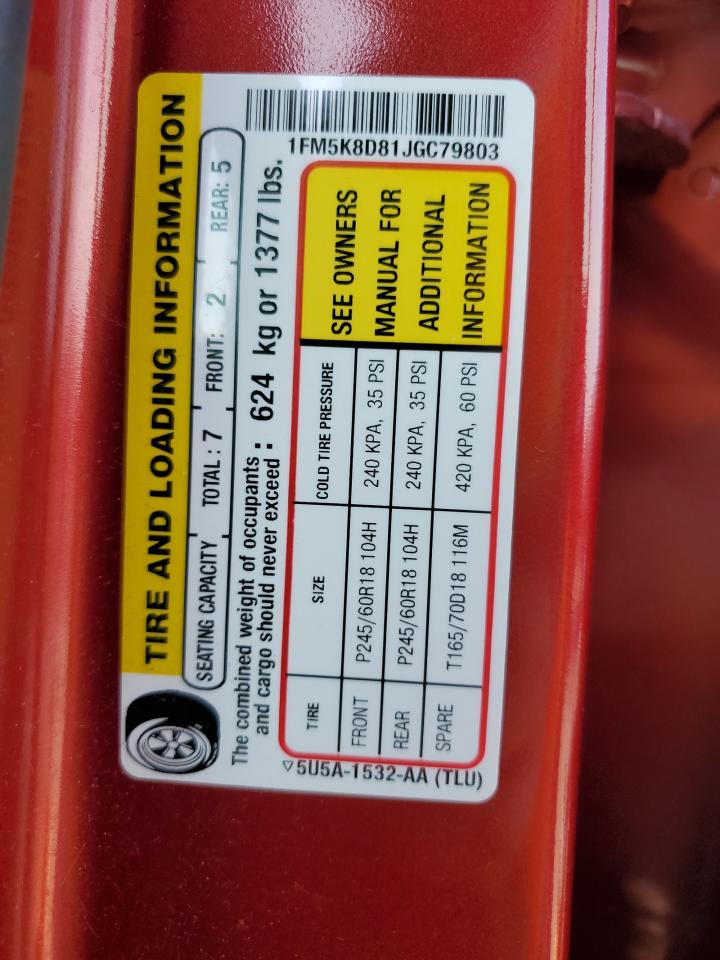 TIRE AND LOADING INFORMATION
SEATING CAPACITY TOTAL : 7 FRONT: 2 REAR: 5
The combined weight of occupants and cargo should never exceed : 624 kg or 1377 lbs.
TIRE SIZE COLD TIRE PRESSURE
FRONT P245/60R18 104H 240 KPA, 35 PSI
REAR P245/60R18 104H 240 KPA, 35 PSI
SPARE T165/70D18 116M 420 KPA, 60 PSI
SEE OWNERS
MANUAL FOR
ADDITIONAL
INFORMATION
▽5U5A-1532-AA (TLU)
1FM5K8D81JGC79803